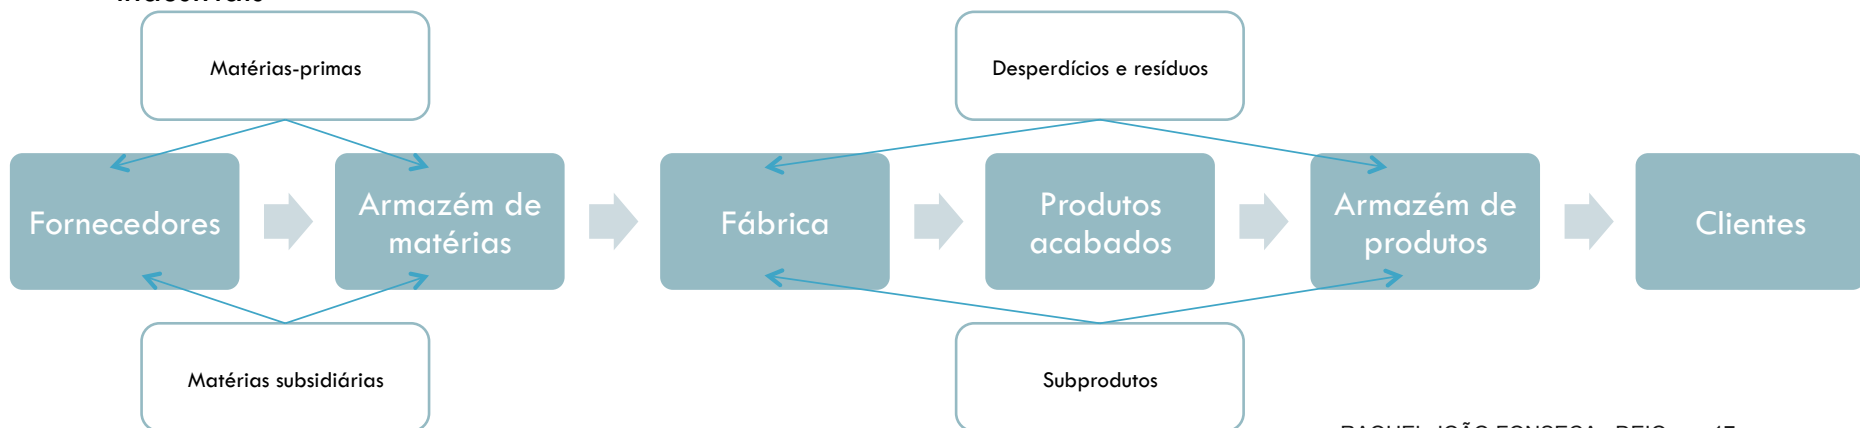 Matérias-primas
Desperdícios e resíduos
Fornecedores
Armazém de
matérias
Fábrica
Produtos
acabados
Armazém de
produtos
Clientes
Matérias subsidiárias
Subprodutos